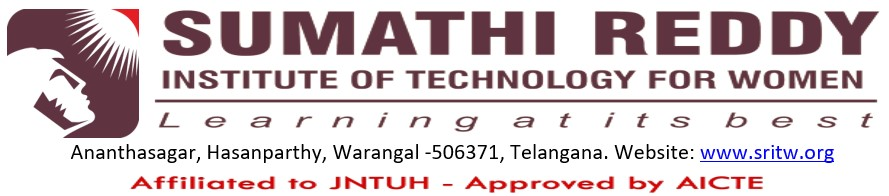 SUMATHI REDDY
INSTITUTE OF TECHNOLOGY FOR WOMEN
Learning at its best
Ananthasagar, Hasanparthy, Warangal -506371, Telangana. Website: www.sritw.org
Affiliated to JNTUH - Approved by AICTE